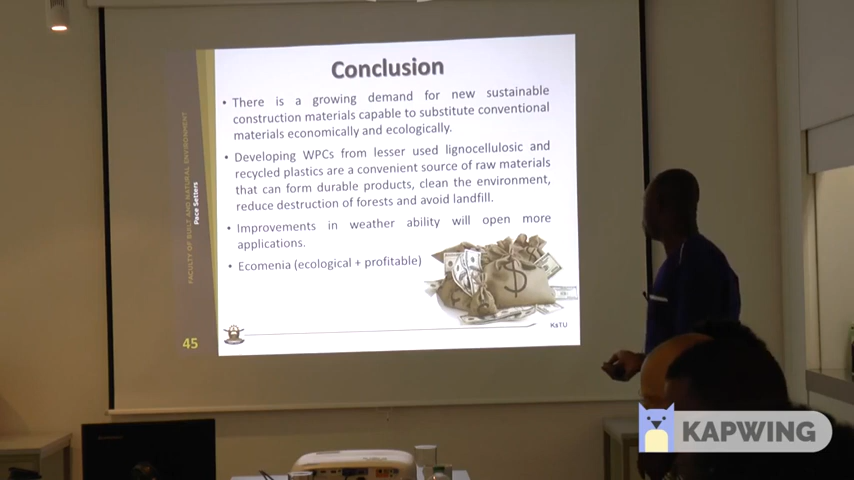 KAPWING
Conclusion
• There is a growing demand for new sustainable
construction materials capable to substitute conventional
materials economically and ecologically.
• Developing WPCs from lesser used lignocellulosic and
recycled plastics are a convenient source of raw materials
that can form durable products, clean the environment,
reduce destruction of forests and avoid landfill.
• Improvements in weather ability will open more
applications.
• Ecomenia (ecological + profitable)
$
KsTU
FACULTY OF BUILT AND NATURAL ENVIRONMENT
Pace Setters
45
KAPWING